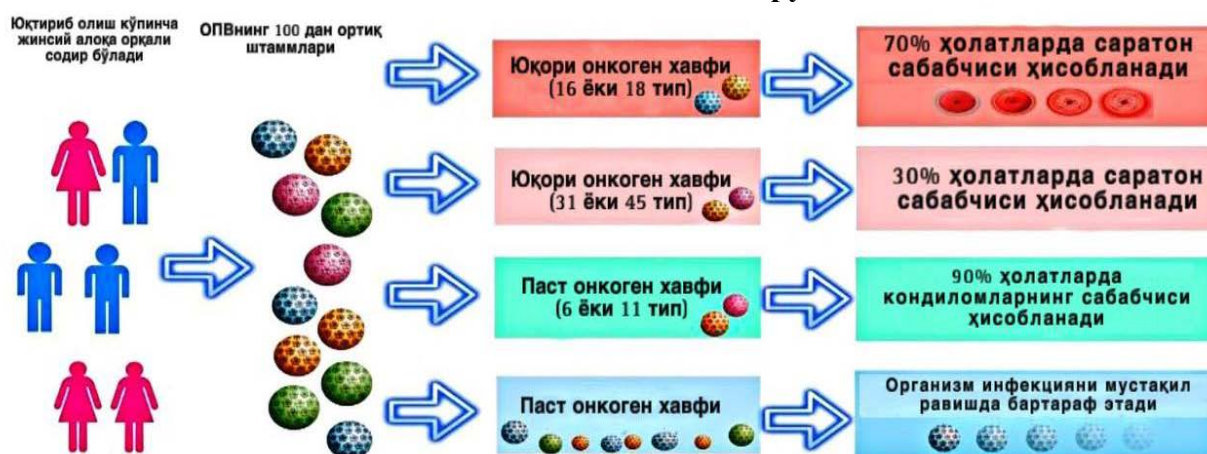 Юқтириб олиш кўпинча
жинсий алоқа орқали
содир бўлади
ОПВнинг 100 дан ортиқ
штаммлари
Юқори онкоген хавфи
(16 ёки 18 тип)
70% ҳолатларда саратон
сабабчиси ҳисобланади
Юқори онкоген хавфи
(31 ёки 45 тип)
30% ҳолатларда саратон
сабабчиси ҳисобланади
Паст онкоген хавфи
(6 ёки 11 тип)
90% ҳолатларда
кондиломларнинг сабабчиси
ҳисобланади
Паст онкоген хавфи
Организм инфекцияни мустақил
равишда бартараф этади